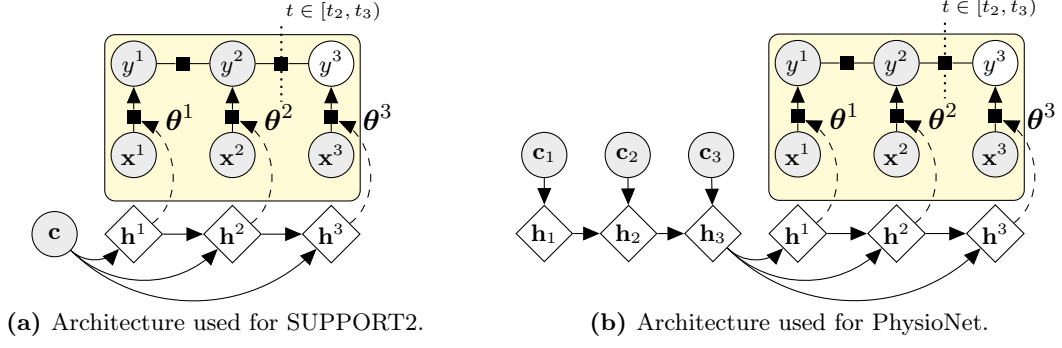 t ∈ [t₂, t₃)
y¹ y² y³
θ¹ θ² θ³
x¹ x² x³
c h¹ h² h³
(a) Architecture used for SUPPORT2.
t ∈ [t₂, t₃)
y¹ y² y³
θ¹ θ² θ³
c₁ c₂ c₃ x¹ x² x³
h₁ h₂ h₃ h¹ h² h³
(b) Architecture used for PhysioNet.